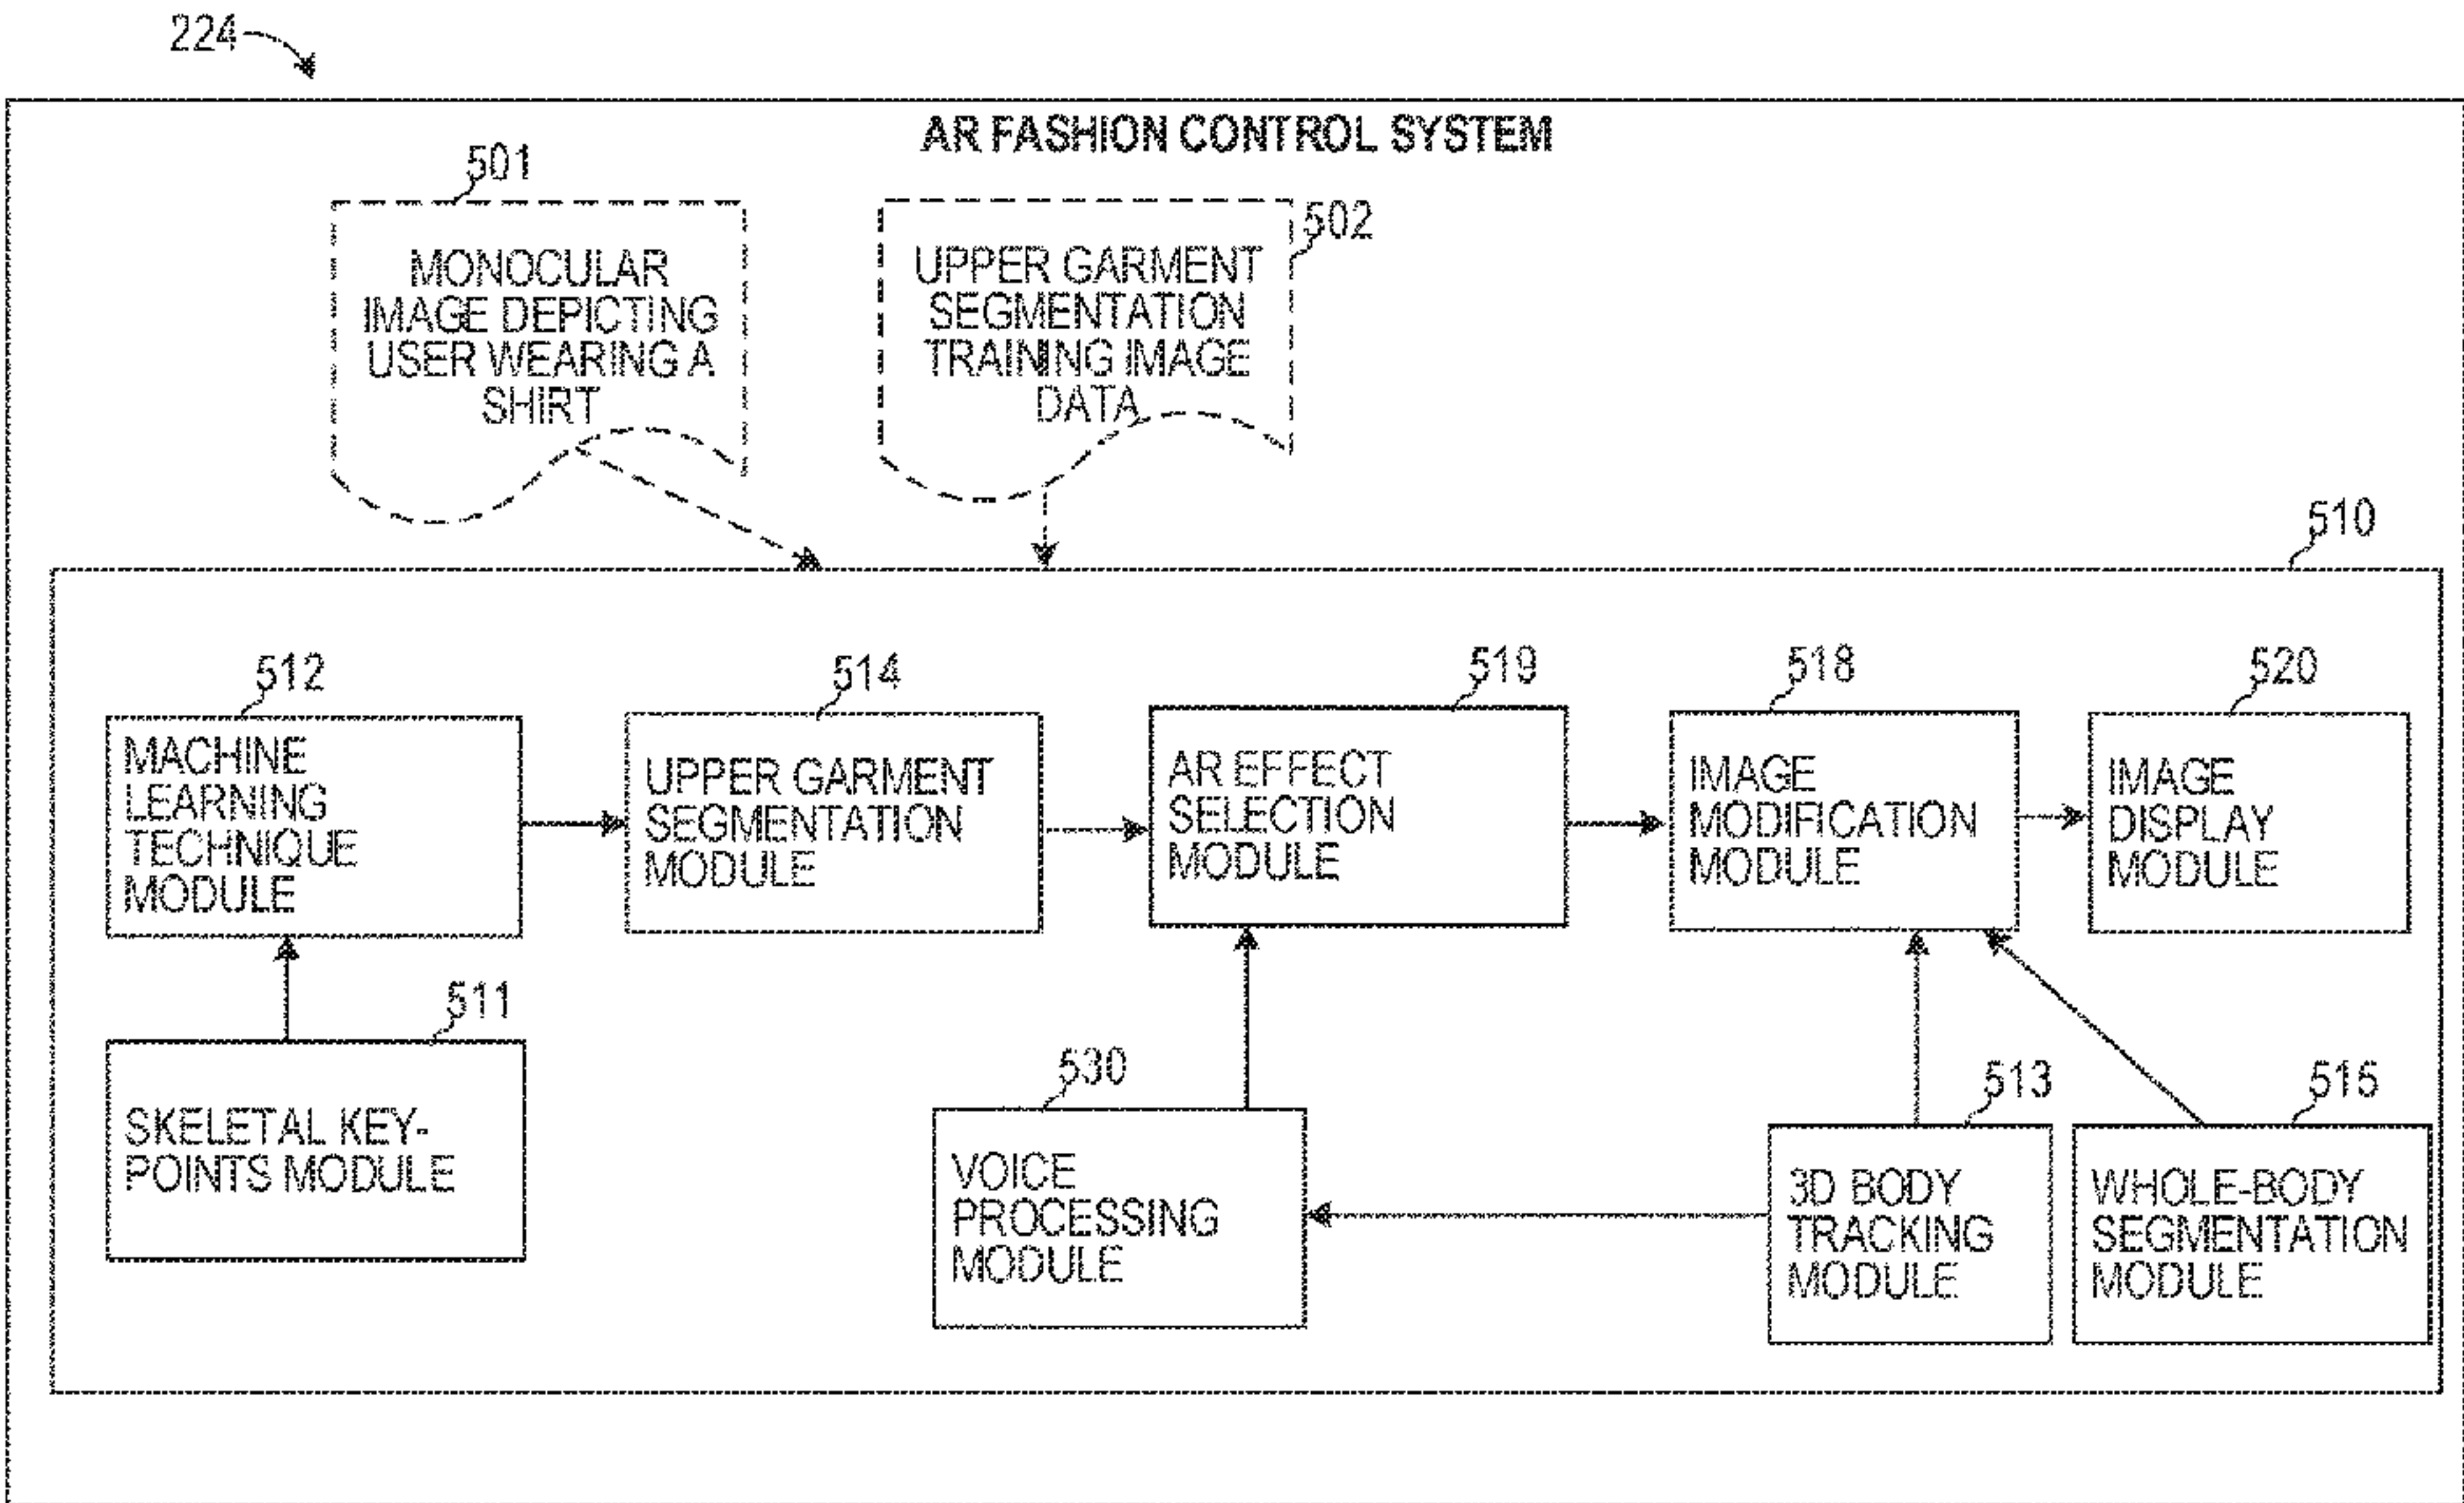 224
AR FASHION CONTROL SYSTEM
501
MONOCULAR
IMAGE DEPICTING
USER WEARING A
SHIRT
502
UPPER GARMENT
SEGMENTATION
TRAINING IMAGE
DATA
510
512
MACHINE
LEARNING
TECHNIQUE
MODULE
514
UPPER GARMENT
SEGMENTATION
MODULE
519
AR EFFECT
SELECTION
MODULE
518
IMAGE
MODIFICATION
MODULE
520
IMAGE
DISPLAY
MODULE
511
SKELETAL KEY-
POINTS MODULE
530
VOICE
PROCESSING
MODULE
513
3D BODY
TRACKING
MODULE
515
WHOLE-BODY
SEGMENTATION
MODULE